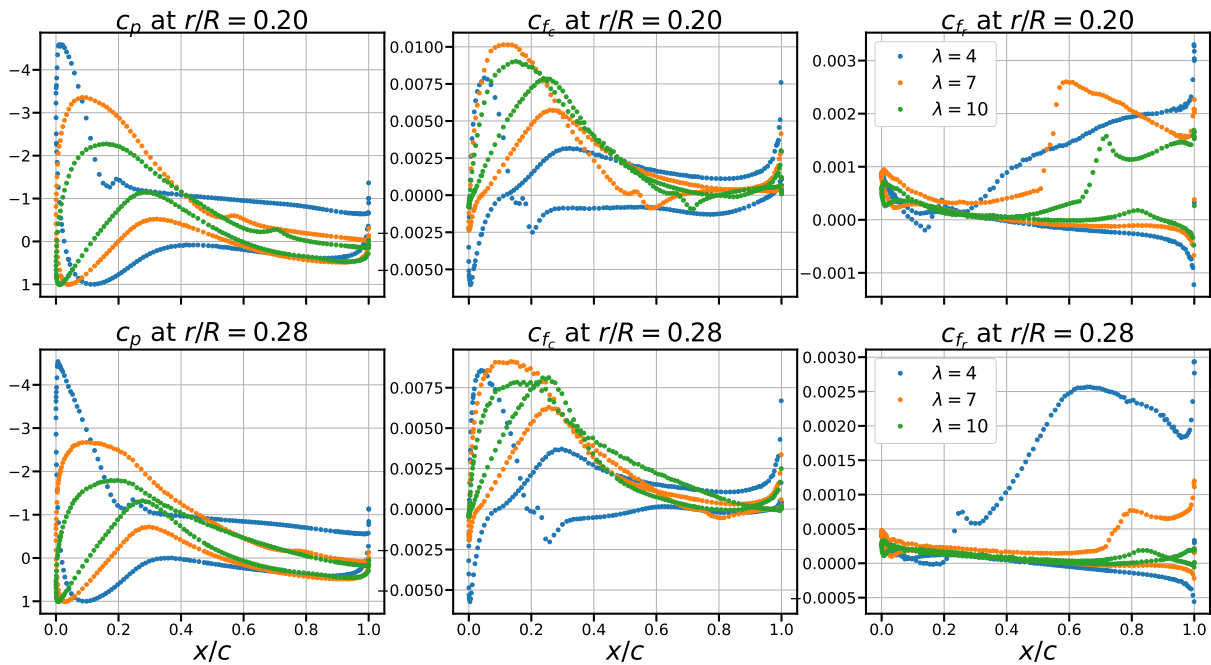 c_p at r/R = 0.20
c_{f_c} at r/R = 0.20
c_{f_r} at r/R = 0.20
−4
−3
−2
−1
0
1
0.0100
0.0075
0.0050
0.0025
0.0000
−0.0025
−0.0050
0.003
0.002
0.001
0.000
−0.001
λ = 4
λ = 7
λ = 10
c_p at r/R = 0.28
c_{f_c} at r/R = 0.28
c_{f_r} at r/R = 0.28
−4
−3
−2
−1
0
1
0.0 0.2 0.4 0.6 0.8 1.0
x/c
0.0075
0.0050
0.0025
0.0000
−0.0025
−0.0050
0.0 0.2 0.4 0.6 0.8 1.0
x/c
0.0030
0.0025
0.0020
0.0015
0.0010
0.0005
0.0000
−0.0005
λ = 4
λ = 7
λ = 10
0.0 0.2 0.4 0.6 0.8 1.0
x/c